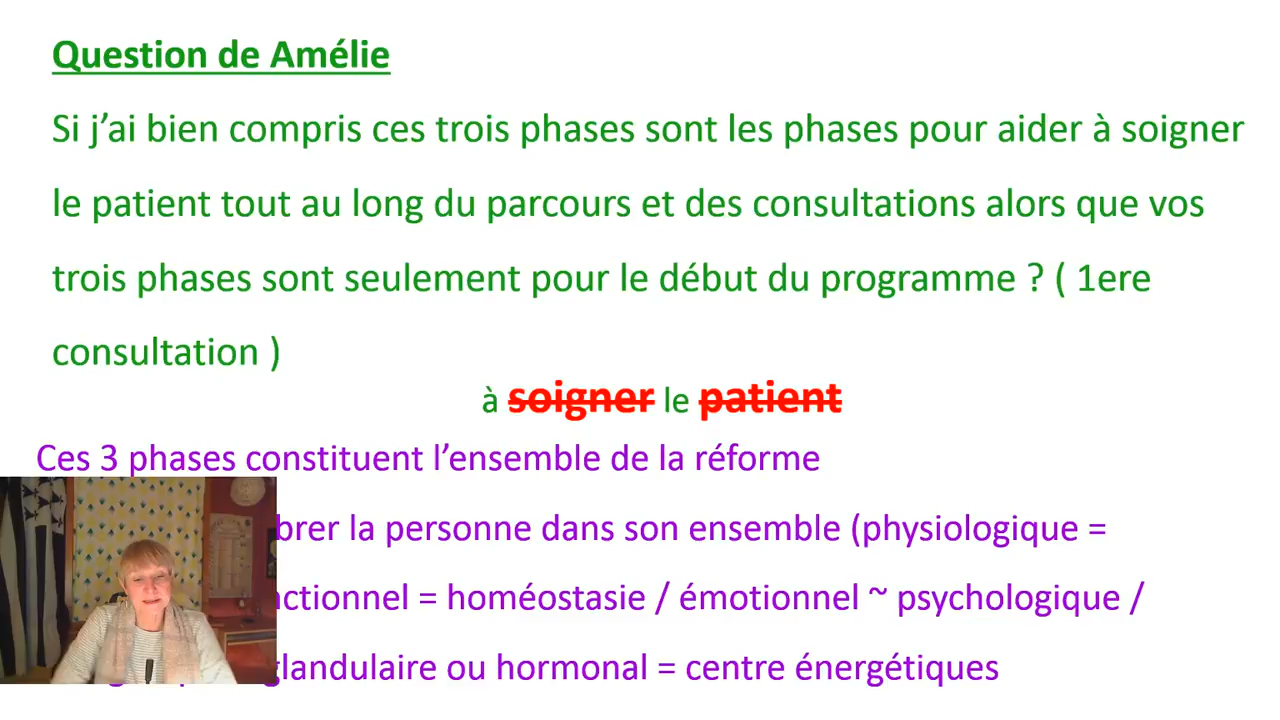 Question de Amélie
Si j’ai bien compris ces trois phases sont les phases pour aider à soigner
le patient tout au long du parcours et des consultations alors que vos
trois phases sont seulement pour le début du programme ? ( 1ere
consultation )
à soigner le patient
Ces 3 phases constituent l’ensemble de la réforme
brer la personne dans son ensemble (physiologique =
ctionnel = homéostasie / émotionnel ~ psychologique /
glandulaire ou hormonal = centre énergétiques